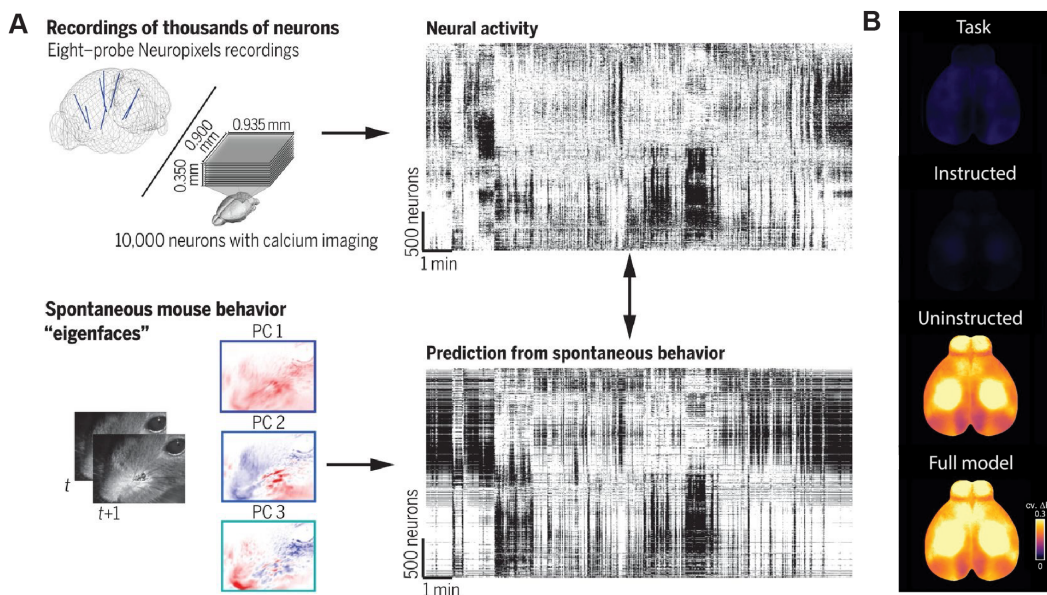 A
Recordings of thousands of neurons
Eight–probe Neuropixels recordings
0.935 mm
0.900
mm
0.350
mm
10,000 neurons with calcium imaging
Neural activity
500 neurons
1 min
Spontaneous mouse behavior
“eigenfaces”
PC 1
PC 2
PC 3
t
t+1
Prediction from spontaneous behavior
500 neurons
1 min
B
Task
Instructed
Uninstructed
Full model
cv.
0.3
0